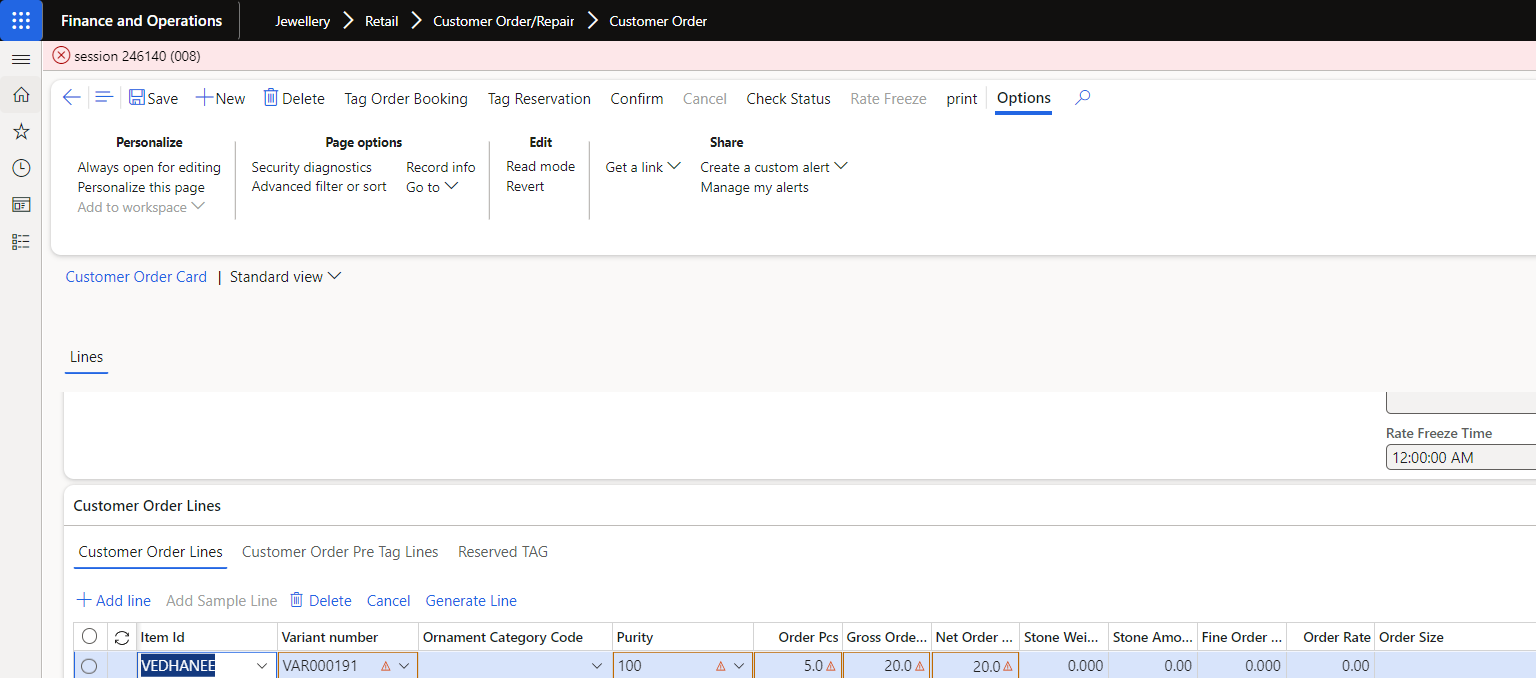 Finance and Operations
Jewellery Retail Customer Order/Repair Customer Order
session 246140 (008)
Save New Delete Tag Order Booking Tag Reservation Confirm Cancel Check Status Rate Freeze print Options
Personalize
Always open for editing
Personalize this page
Add to workspace
Page options
Security diagnostics
Advanced filter or sort
Record info
Go to
Edit
Read mode
Revert
Share
Get a link
Create a custom alert
Manage my alerts
Customer Order Card | Standard view
Lines
Rate Freeze Time
12:00:00 AM
Customer Order Lines
Customer Order Lines Customer Order Pre Tag Lines Reserved TAG
Add line Add Sample Line Delete Cancel Generate Line
Item Id Variant number Ornament Category Code Purity Order Pcs Gross Orde... Net Order ... Stone Wei... Stone Amo... Fine Order ... Order Rate Order Size
VEDHANEE VAR000191 100 5.0 20.0 20.0 0.000 0.00 0.000 0.00